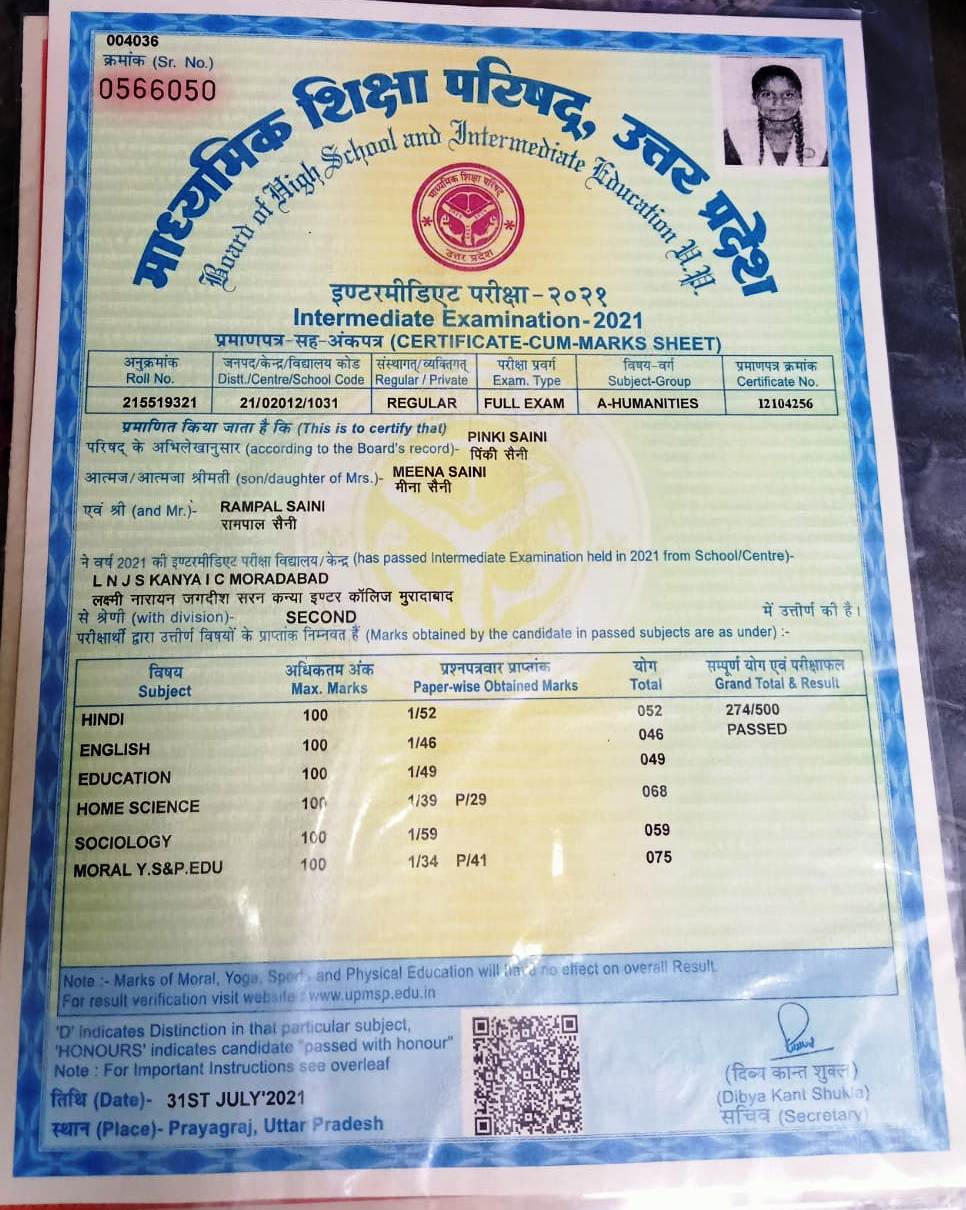 004036
क्रमांक (Sr. No.)
0566050
माध्यमिक शिक्षा परिषद्, उत्तर प्रदेश
Board of High School and Intermediate Education U.P.
माध्यमिक शिक्षा परिषद्
उत्तर प्रदेश
इण्टरमीडिएट परीक्षा - २०२१
Intermediate Examination-2021
प्रमाणपत्र-सह-अंकपत्र (CERTIFICATE-CUM-MARKS SHEET)
अनुक्रमांक जनपद/केन्द्र/विद्यालय कोड संस्थागत/व्यक्तिगत् परीक्षा प्रवर्ग विषय-वर्ग प्रमाणपत्र क्रमांक
Roll No. Distt./Centre/School Code Regular / Private Exam. Type Subject-Group Certificate No.
215519321 21/02012/1031 REGULAR FULL EXAM A-HUMANITIES 12104256
प्रमाणित किया जाता है कि (This is to certify that)
PINKI SAINI
परिषद् के अभिलेखानुसार (according to the Board's record)- पिंकी सैनी
MEENA SAINI
आत्मज/आत्मजा श्रीमती (son/daughter of Mrs.)- मीना सैनी
एवं श्री (and Mr.)- RAMPAL SAINI
रामपाल सैनी
ने वर्ष 2021 की इण्टरमीडिएट परीक्षा विद्यालय/केन्द्र (has passed Intermediate Examination held in 2021 from School/Centre)-
L N J S KANYA I C MORADABAD
लक्ष्मी नारायन जगदीश सरन कन्या इण्टर कॉलिज मुरादाबाद
से श्रेणी (with division)- SECOND में उत्तीर्ण की है।
परीक्षार्थी द्वारा उत्तीर्ण विषयों के प्राप्तांक निम्नवत हैं (Marks obtained by the candidate in passed subjects are as under) :-
विषय अधिकतम अंक प्रश्नपत्रवार प्राप्तांक योग सम्पूर्ण योग एवं परीक्षाफल
Subject Max. Marks Paper-wise Obtained Marks Total Grand Total & Result
HINDI 100 1/52 052 274/500
PASSED
ENGLISH 100 1/46 046
EDUCATION 100 1/49 049
HOME SCIENCE 100 1/39 P/29 068
SOCIOLOGY 100 1/59 059
MORAL Y.S&P.EDU 100 1/34 P/41 075
Note :- Marks of Moral, Yoga, Sports and Physical Education will have no effect on overall Result.
For result verification visit website : www.upmsp.edu.in
'D' indicates Distinction in that particular subject,
'HONOURS' indicates candidate "passed with honour"
Note : For Important Instructions see overleaf
तिथि (Date)- 31ST JULY'2021
स्थान (Place)- Prayagraj, Uttar Pradesh
(दिब्य कान्त शुक्ल)
(Dibya Kant Shukla)
सचिव (Secretary)